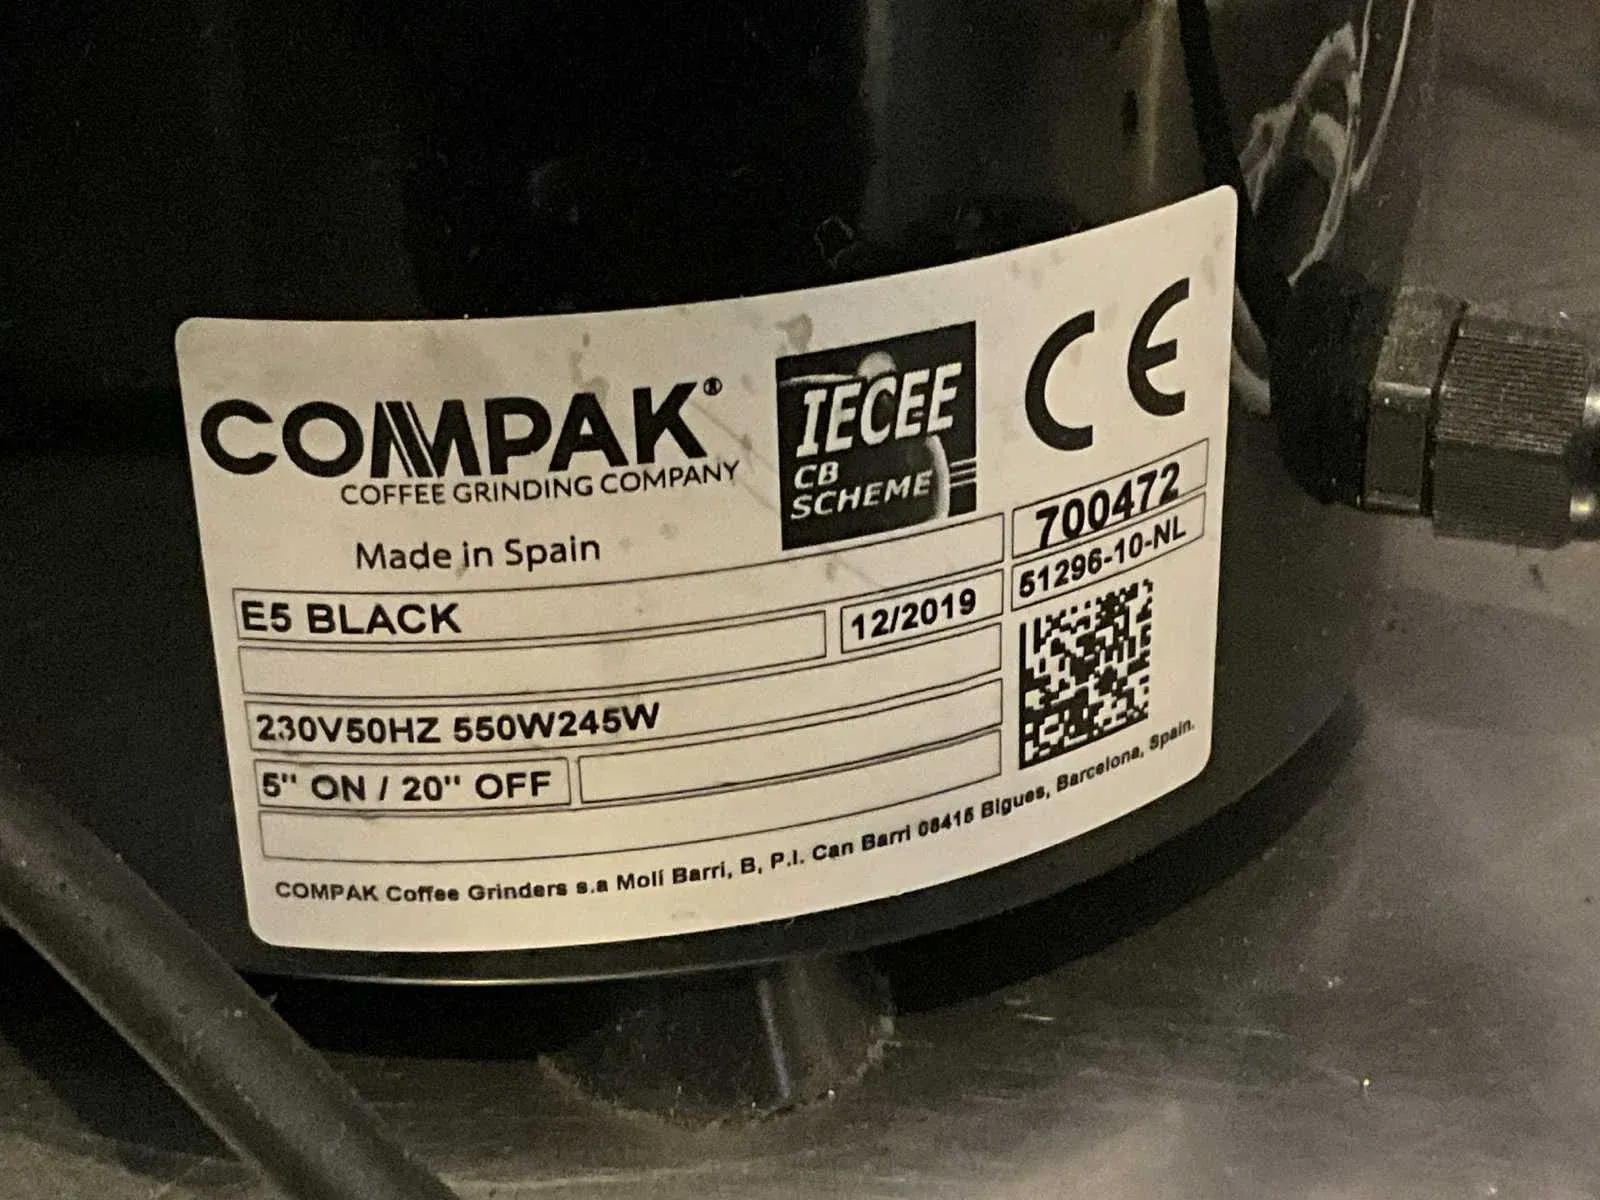 COMPAK®
COFFEE GRINDING COMPANY
Made in Spain
IECEE
CB
SCHEME
CE
700472
51296-10-NL
E5 BLACK
12/2019
230V50HZ 550W245W
5" ON / 20" OFF
COMPAK Coffee Grinders s.a Molí Barri, B, P.I. Can Barri 08415 Bigues, Barcelona, Spain.